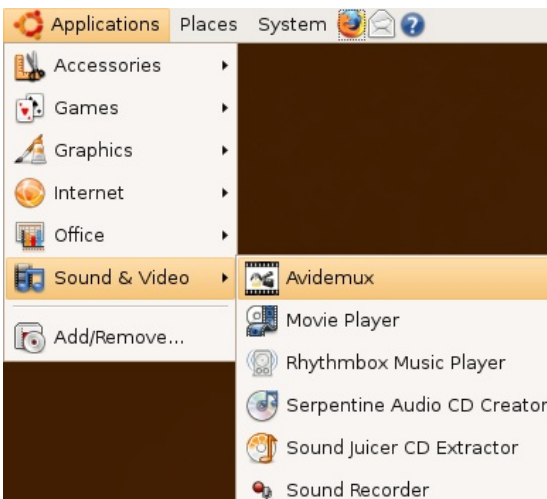 Applications Places System
Accessories
Games
Graphics
Internet
Office
Sound & Video
Add/Remove...
Avidemux
Movie Player
Rhythmbox Music Player
Serpentine Audio CD Creator
Sound Juicer CD Extractor
Sound Recorder